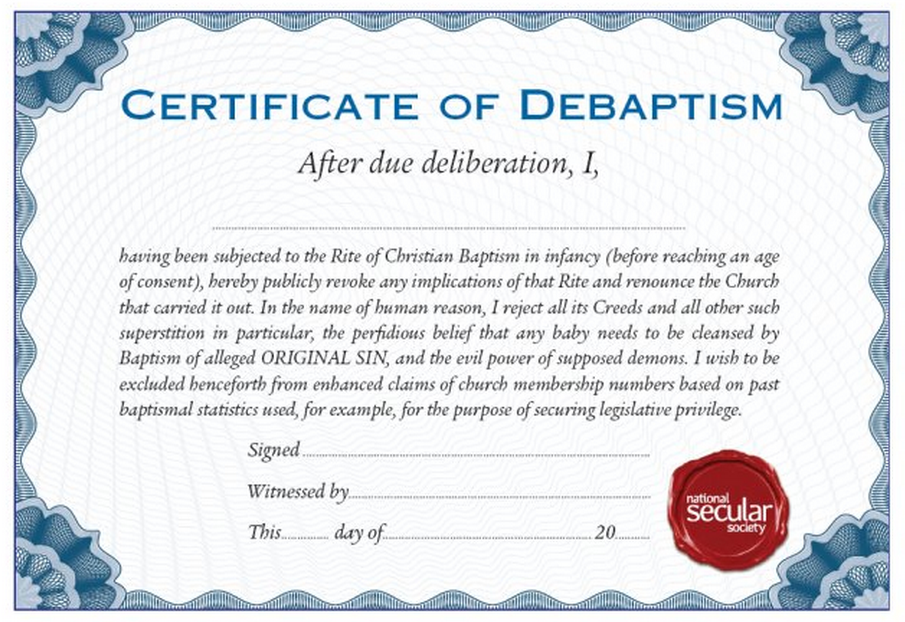 CERTIFICATE OF DEBAPTISM
After due deliberation, I,
having been subjected to the Rite of Christian Baptism in infancy (before reaching an age
of consent), hereby publicly revoke any implications of that Rite and renounce the Church
that carried it out. In the name of human reason, I reject all its Creeds and all other such
superstition in particular, the perfidious belief that any baby needs to be cleansed by
Baptism of alleged ORIGINAL SIN, and the evil power of supposed demons. I wish to be
excluded henceforth from enhanced claims of church membership numbers based on past
baptismal statistics used, for example, for the purpose of securing legislative privilege.
Signed
Witnessed by
This day of 20
national
secular
society